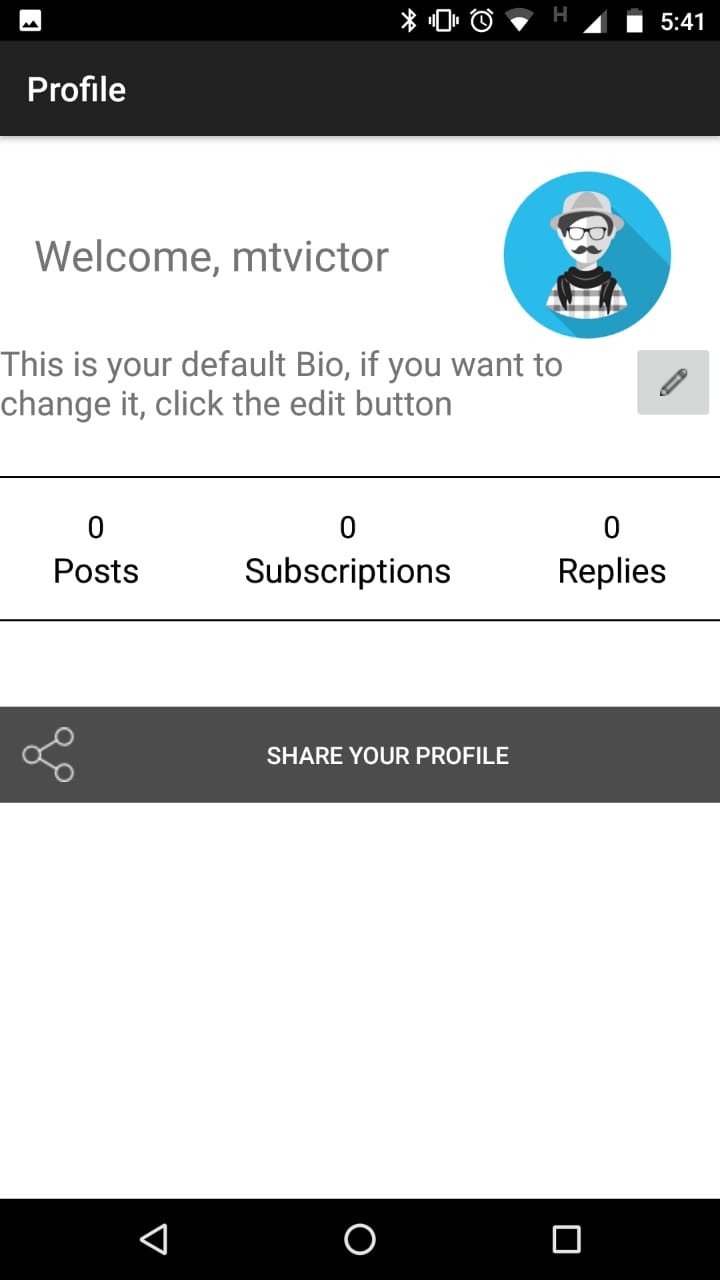 H 5:41
Profile
Welcome, mtvictor
This is your default Bio, if you want to
change it, click the edit button
0 0 0
Posts Subscriptions Replies
SHARE YOUR PROFILE